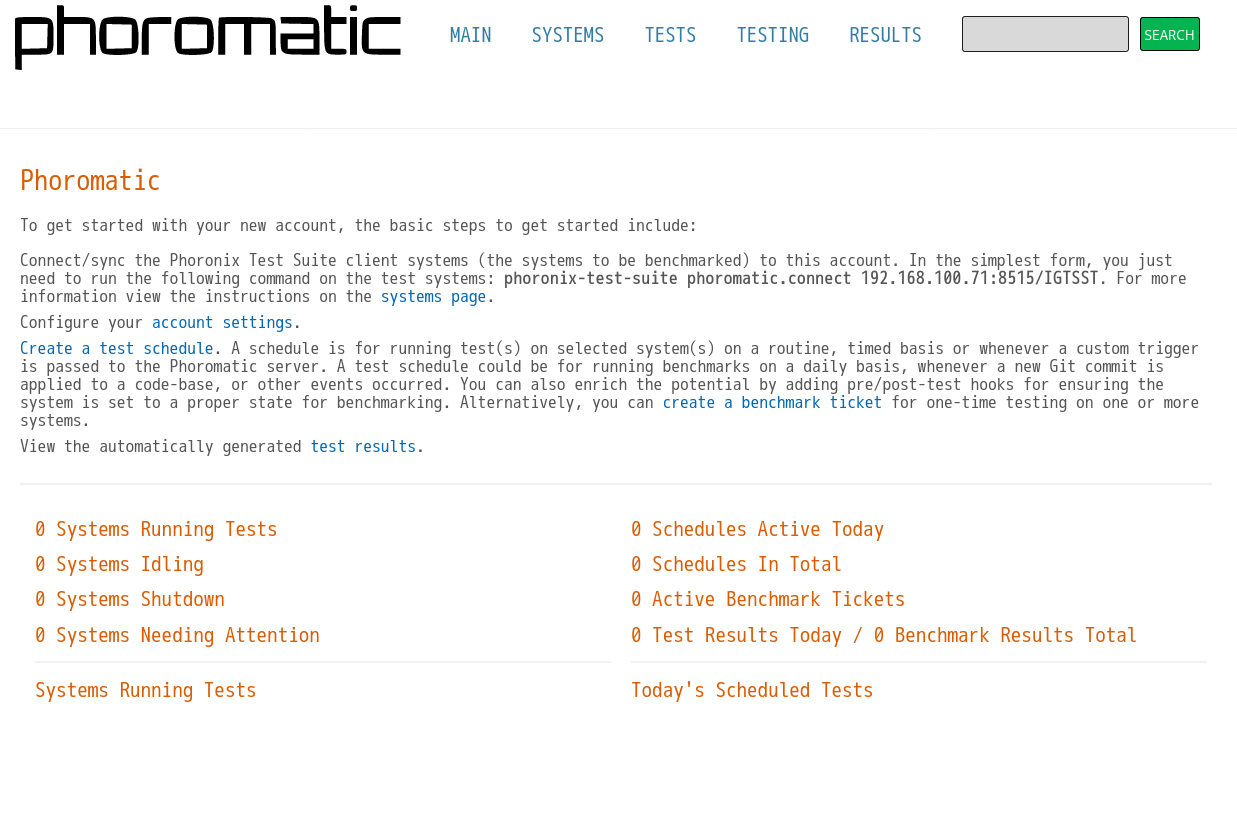 phoromatic
MAIN SYSTEMS TESTS TESTING RESULTS SEARCH
Phoromatic
To get started with your new account, the basic steps to get started include:
Connect/sync the Phoronix Test Suite client systems (the systems to be benchmarked) to this account. In the simplest form, you just
need to run the following command on the test systems: phoronix-test-suite phoromatic.connect 192.168.100.71:8515/IGTSST. For more
information view the instructions on the systems page.
Configure your account settings.
Create a test schedule. A schedule is for running test(s) on selected system(s) on a routine, timed basis or whenever a custom trigger
is passed to the Phoromatic server. A test schedule could be for running benchmarks on a daily basis, whenever a new Git commit is
applied to a code-base, or other events occurred. You can also enrich the potential by adding pre/post-test hooks for ensuring the
system is set to a proper state for benchmarking. Alternatively, you can create a benchmark ticket for one-time testing on one or more
systems.
View the automatically generated test results.
0 Systems Running Tests
0 Systems Idling
0 Systems Shutdown
0 Systems Needing Attention
Systems Running Tests
0 Schedules Active Today
0 Schedules In Total
0 Active Benchmark Tickets
0 Test Results Today / 0 Benchmark Results Total
Today's Scheduled Tests